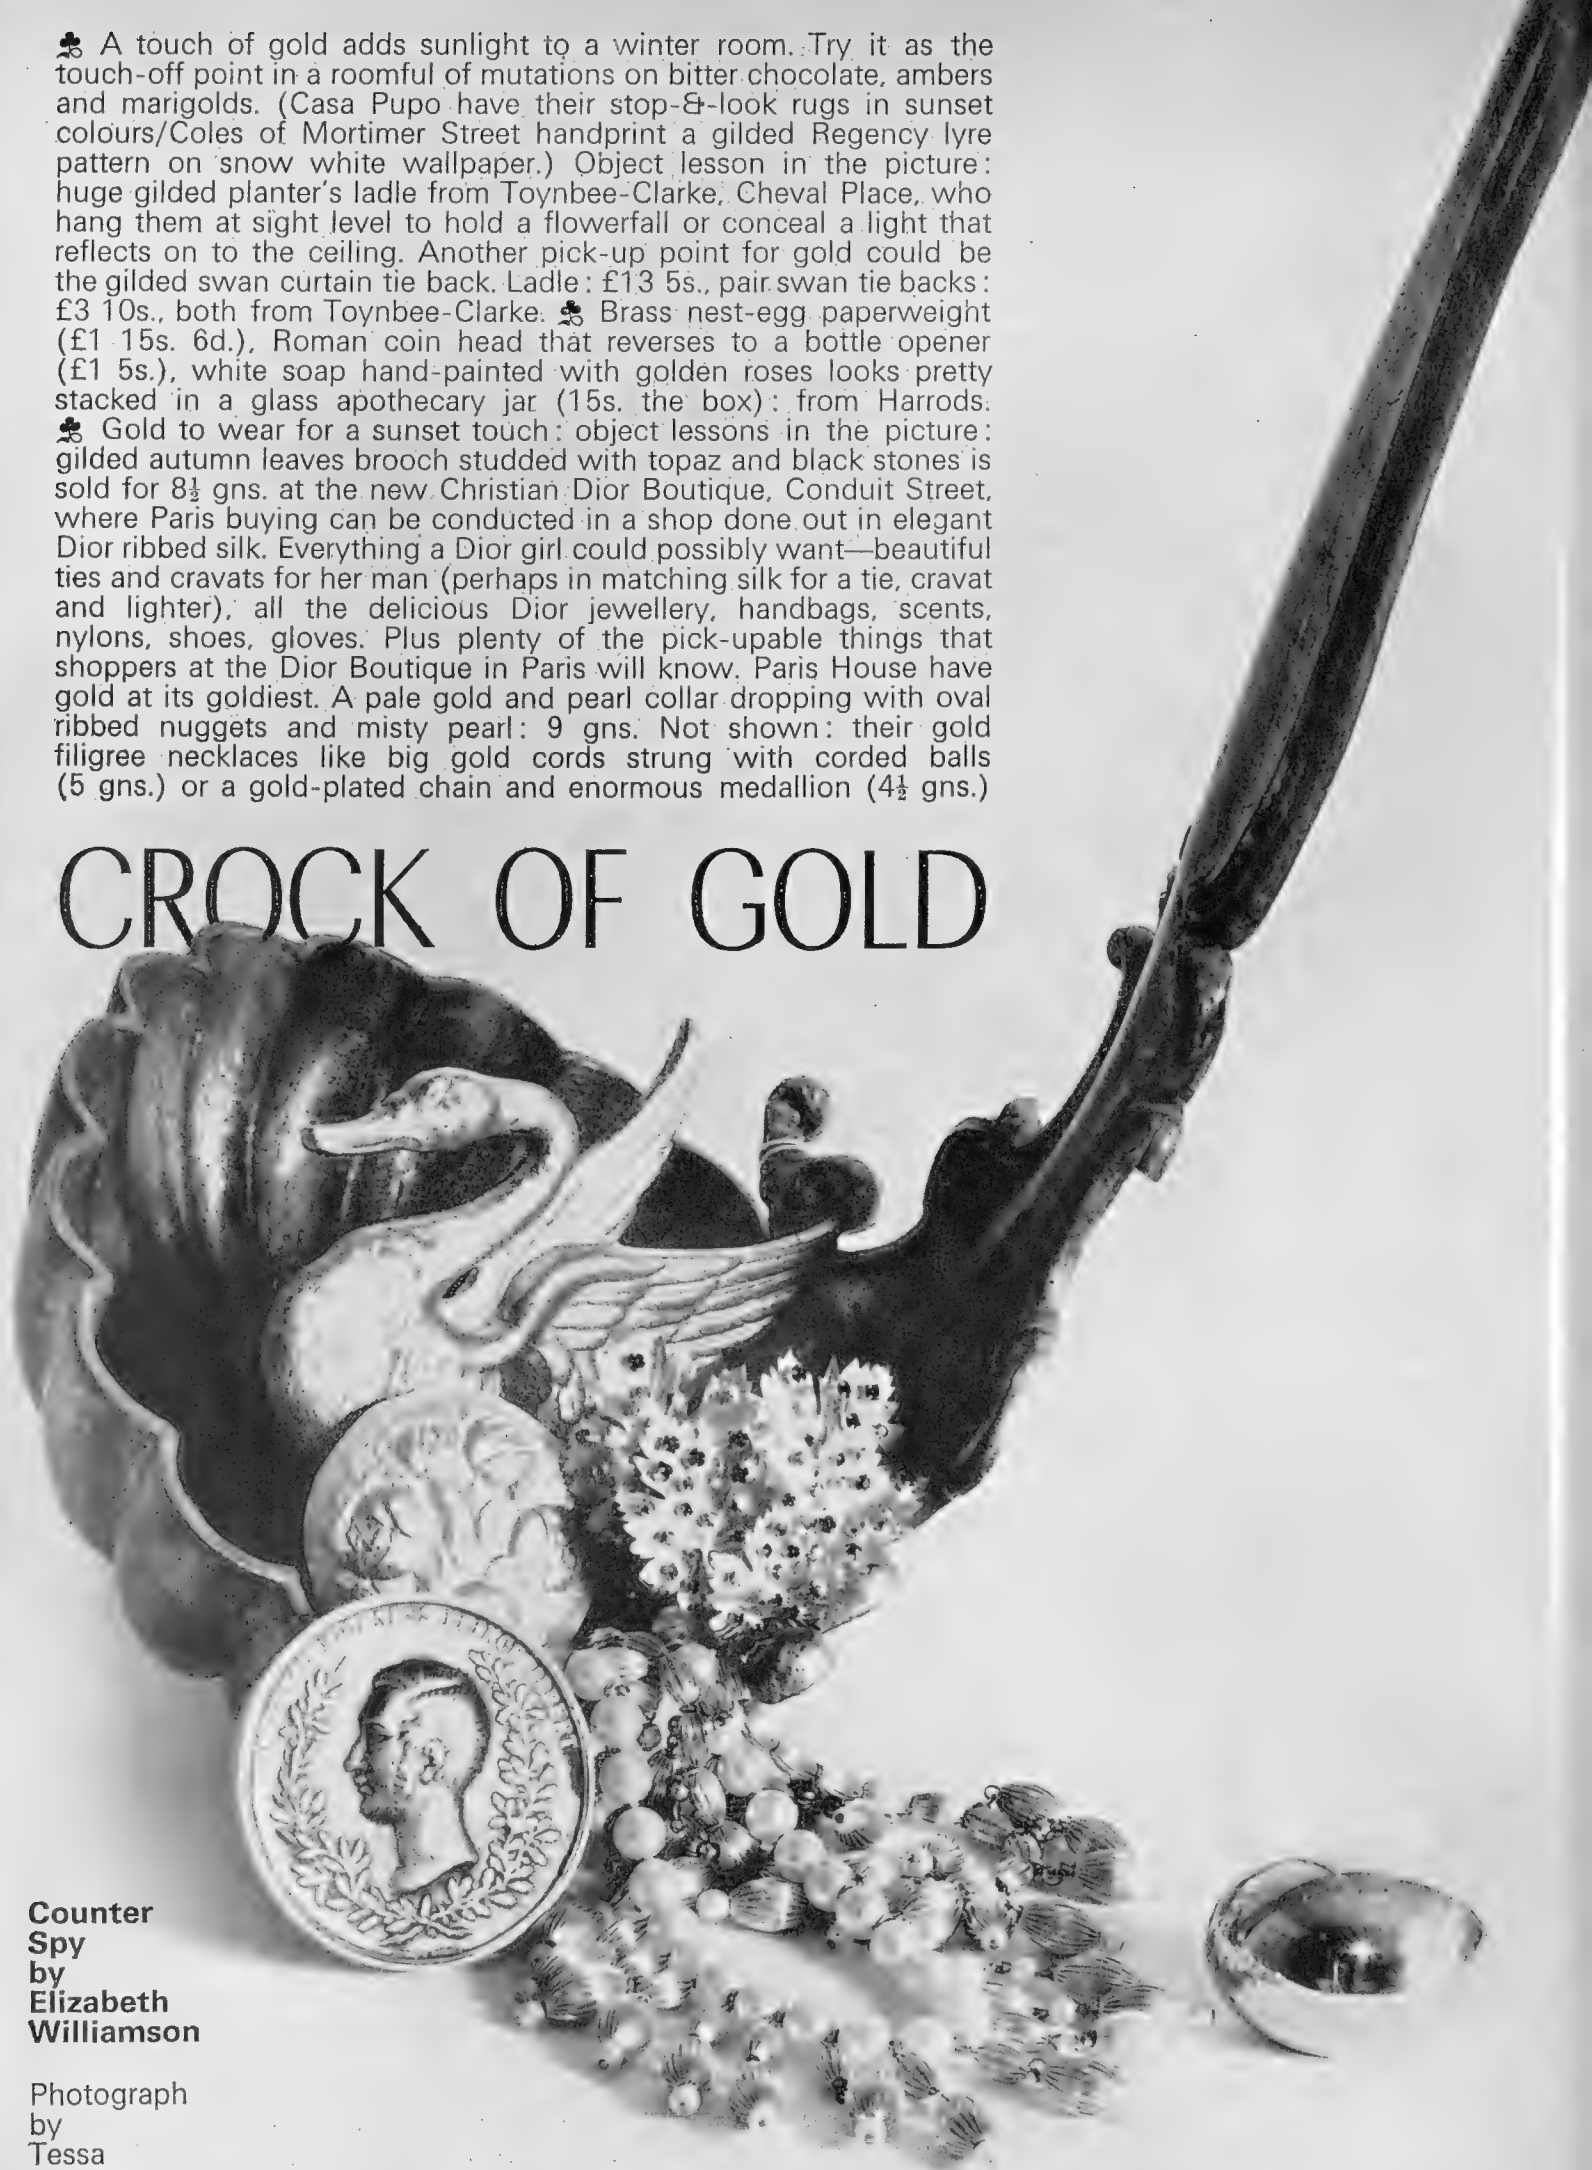 A touch of gold adds sunlight to a winter room. Try it as the
touch-off point in a roomful of mutations on bitter chocolate, ambers
and marigolds. (Casa Pupo have their stop-&-look rugs in sunset
colours/Coles of Mortimer Street handprint a gilded Regency lyre
pattern on snow white wallpaper.) Object lesson in the picture:
huge gilded planter's ladle from Toynbee-Clarke, Cheval Place, who
hang them at sight level to hold a flowerfall or conceal a light that
reflects on to the ceiling. Another pick-up point for gold could be
the gilded swan curtain tie back. Ladle: £13 5s., pair swan tie backs:
£3 10s., both from Toynbee-Clarke. Brass nest-egg paperweight
(£1 15s. 6d.), Roman coin head that reverses to a bottle opener
(£1 5s.), white soap hand-painted with golden roses looks pretty
stacked in a glass apothecary jar (15s. the box): from Harrods.
Gold to wear for a sunset touch: object lessons in the picture:
gilded autumn leaves brooch studded with topaz and black stones is
sold for 8½ gns. at the new Christian Dior Boutique, Conduit Street,
where Paris buying can be conducted in a shop done out in elegant
Dior ribbed silk. Everything a Dior girl could possibly want—beautiful
ties and cravats for her man (perhaps in matching silk for a tie, cravat
and lighter), all the delicious Dior jewellery, handbags, scents,
nylons, shoes, gloves. Plus plenty of the pick-upable things that
shoppers at the Dior Boutique in Paris will know. Paris House have
gold at its goldiest. A pale gold and pearl collar dropping with oval
ribbed nuggets and misty pearl: 9 gns. Not shown: their gold
filigree necklaces like big gold cords strung with corded balls
(5 gns.) or a gold-plated chain and enormous medallion (4½ gns.)
CROCK OF GOLD
Counter
Spy
by
Elizabeth
Williamson
Photograph
by
Tessa